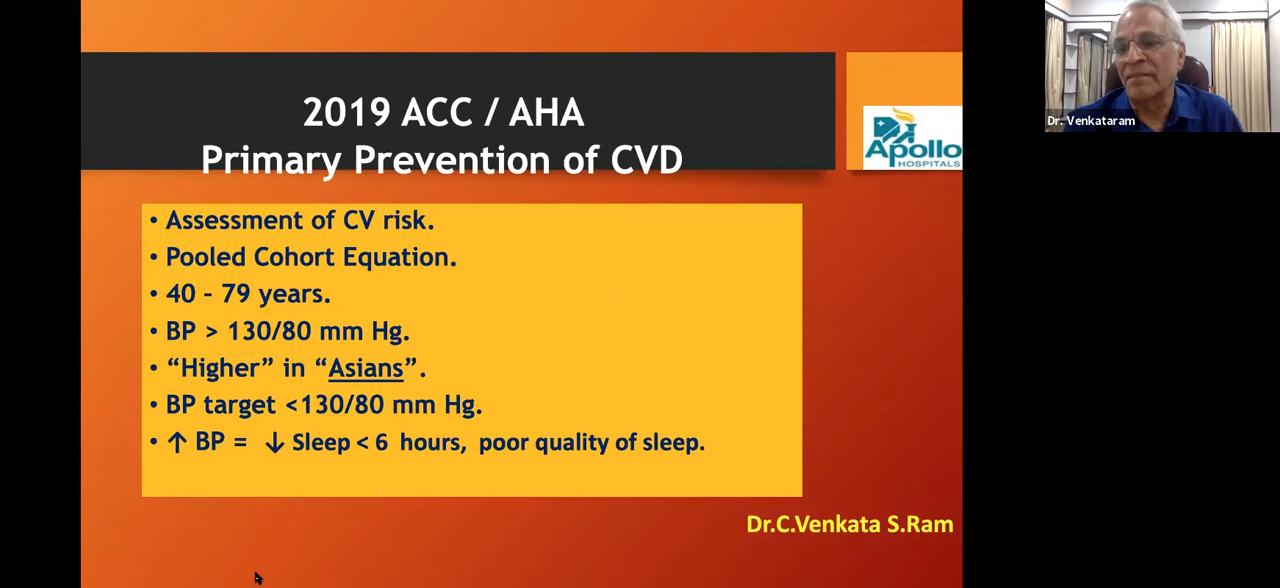 2019 ACC / AHA
Primary Prevention of CVD
Apollo
HOSPITALS
Dr. Venkataram
• Assessment of CV risk.
• Pooled Cohort Equation.
• 40 – 79 years.
• BP > 130/80 mm Hg.
• “Higher” in “Asians”.
• BP target <130/80 mm Hg.
• ↑ BP = ↓ Sleep < 6 hours, poor quality of sleep.
Dr.C.Venkata S.Ram